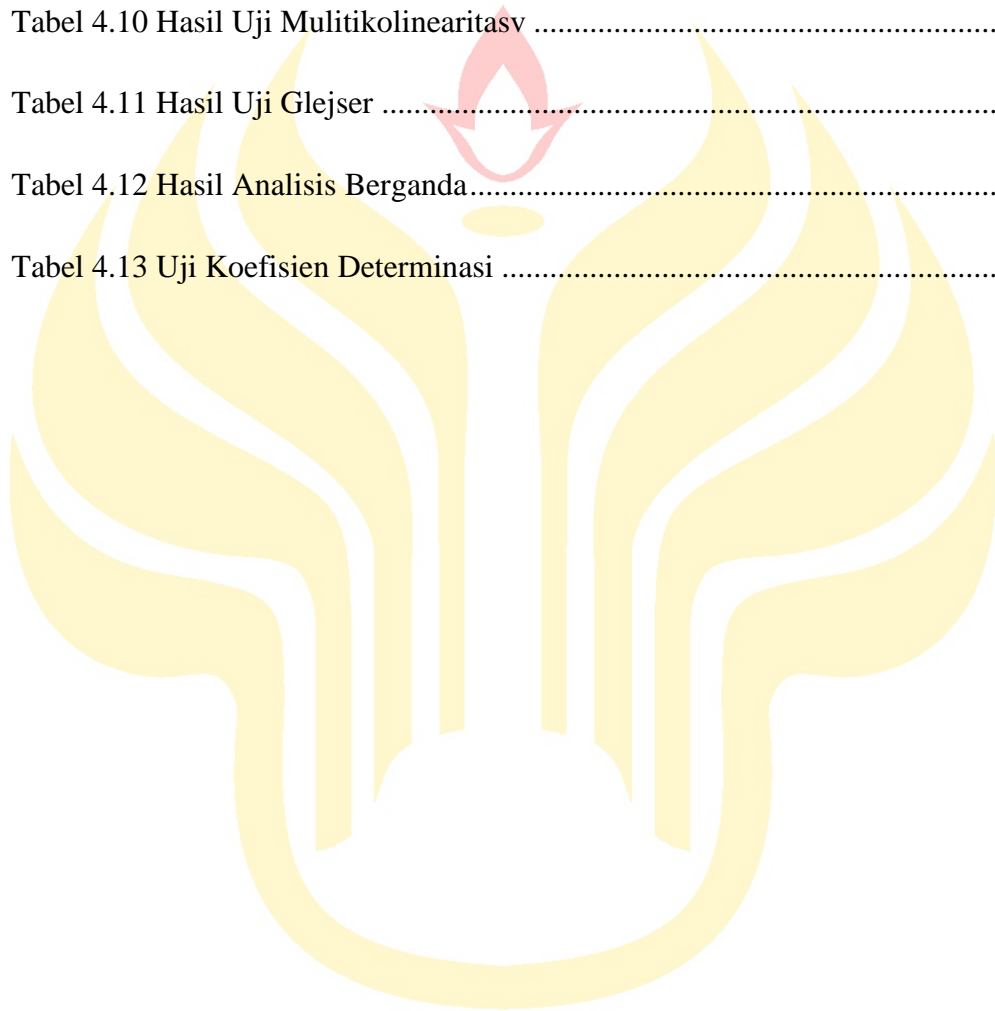 Tabel 4.10 Hasil Uji Mulitikolinearitasv ..........................................................
Tabel 4.11 Hasil Uji Glejser .............................................................................
Tabel 4.12 Hasil Analisis Berganda..................................................................
Tabel 4.13 Uji Koefisien Determinasi ..............................................................